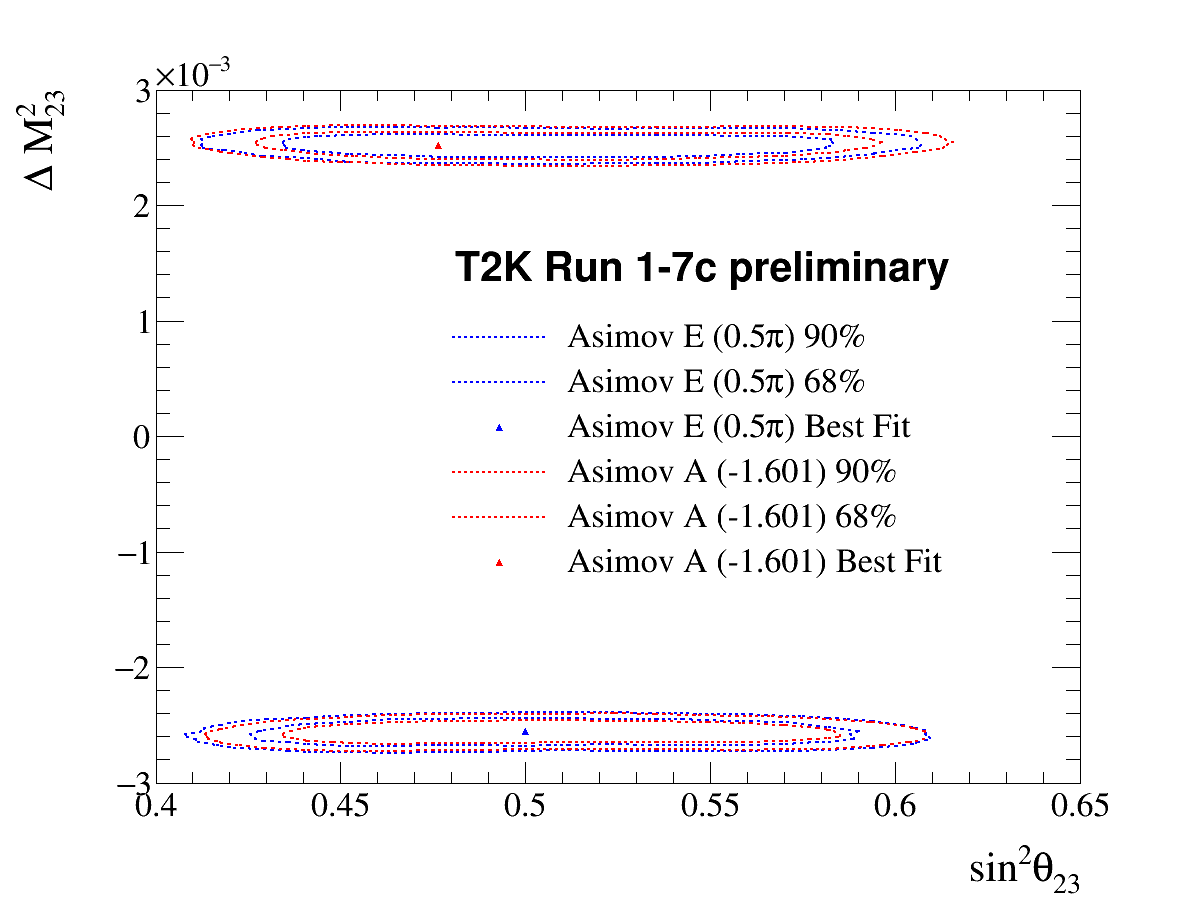 3 ×10⁻³
Δ M²₂₃
2
1
0
−1
−2
−3
T2K Run 1-7c preliminary
Asimov E (0.5π) 90%
Asimov E (0.5π) 68%
Asimov E (0.5π) Best Fit
Asimov A (-1.601) 90%
Asimov A (-1.601) 68%
Asimov A (-1.601) Best Fit
0.4 0.45 0.5 0.55 0.6 0.65
sin²θ₂₃